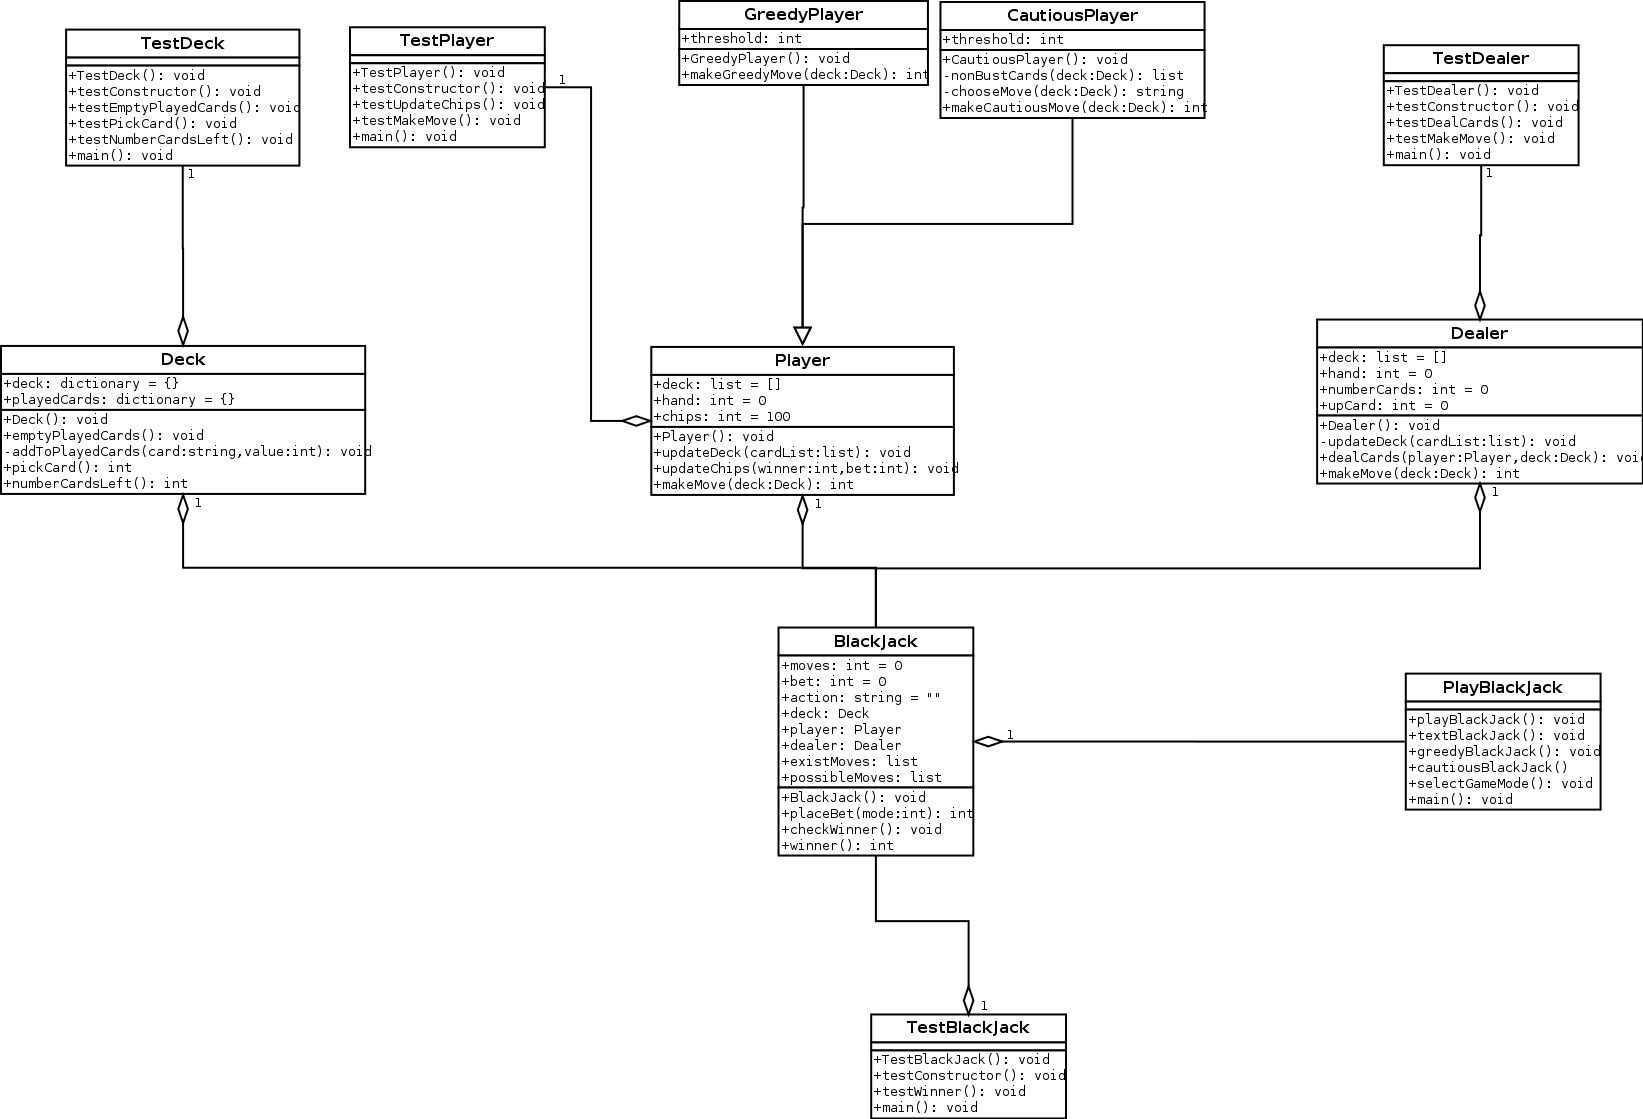 TestDeck
+TestDeck(): void
+testConstructor(): void
+testEmptyPlayedCards(): void
+testPickCard(): void
+testNumberCardsLeft(): void
+main(): void
1
TestPlayer
+TestPlayer(): void
+testConstructor(): void
+testUpdateChips(): void
+testMakeMove(): void
+main(): void
1
GreedyPlayer
+threshold: int
+GreedyPlayer(): void
+makeGreedyMove(deck:Deck): int
CautiousPlayer
+threshold: int
+CautiousPlayer(): void
-nonBustCards(deck:Deck): list
-chooseMove(deck:Deck): string
+makeCautiousMove(deck:Deck): int
TestDealer
+TestDealer(): void
+testConstructor(): void
+testDealCards(): void
+testMakeMove(): void
+main(): void
1
Deck
+deck: dictionary = {}
+playedCards: dictionary = {}
+Deck(): void
+emptyPlayedCards(): void
-addToPlayedCards(card:string,value:int): void
+pickCard(): int
+numberCardsLeft(): int
1
Player
+deck: list = []
+hand: int = 0
+chips: int = 100
+Player(): void
+updateDeck(cardList:list): void
+updateChips(winner:int,bet:int): void
+makeMove(deck:Deck): int
1
Dealer
+deck: list = []
+hand: int = 0
+numberCards: int = 0
+upCard: int = 0
+Dealer(): void
-updateDeck(cardList:list): void
+dealCards(player:Player,deck:Deck): void
+makeMove(deck:Deck): int
1
BlackJack
+moves: int = 0
+bet: int = 0
+action: string = ""
+deck: Deck
+player: Player
+dealer: Dealer
+existMoves: list
+possibleMoves: list
+BlackJack(): void
+placeBet(mode:int): int
+checkWinner(): void
+winner(): int
1
PlayBlackJack
+playBlackJack(): void
+textBlackJack(): void
+greedyBlackJack(): void
+cautiousBlackJack()
+selectGameMode(): void
+main(): void
1
TestBlackJack
+TestBlackJack(): void
+testConstructor(): void
+testWinner(): void
+main(): void